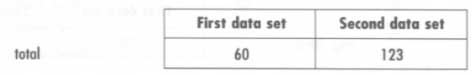 First data set Second data set
total 60 123